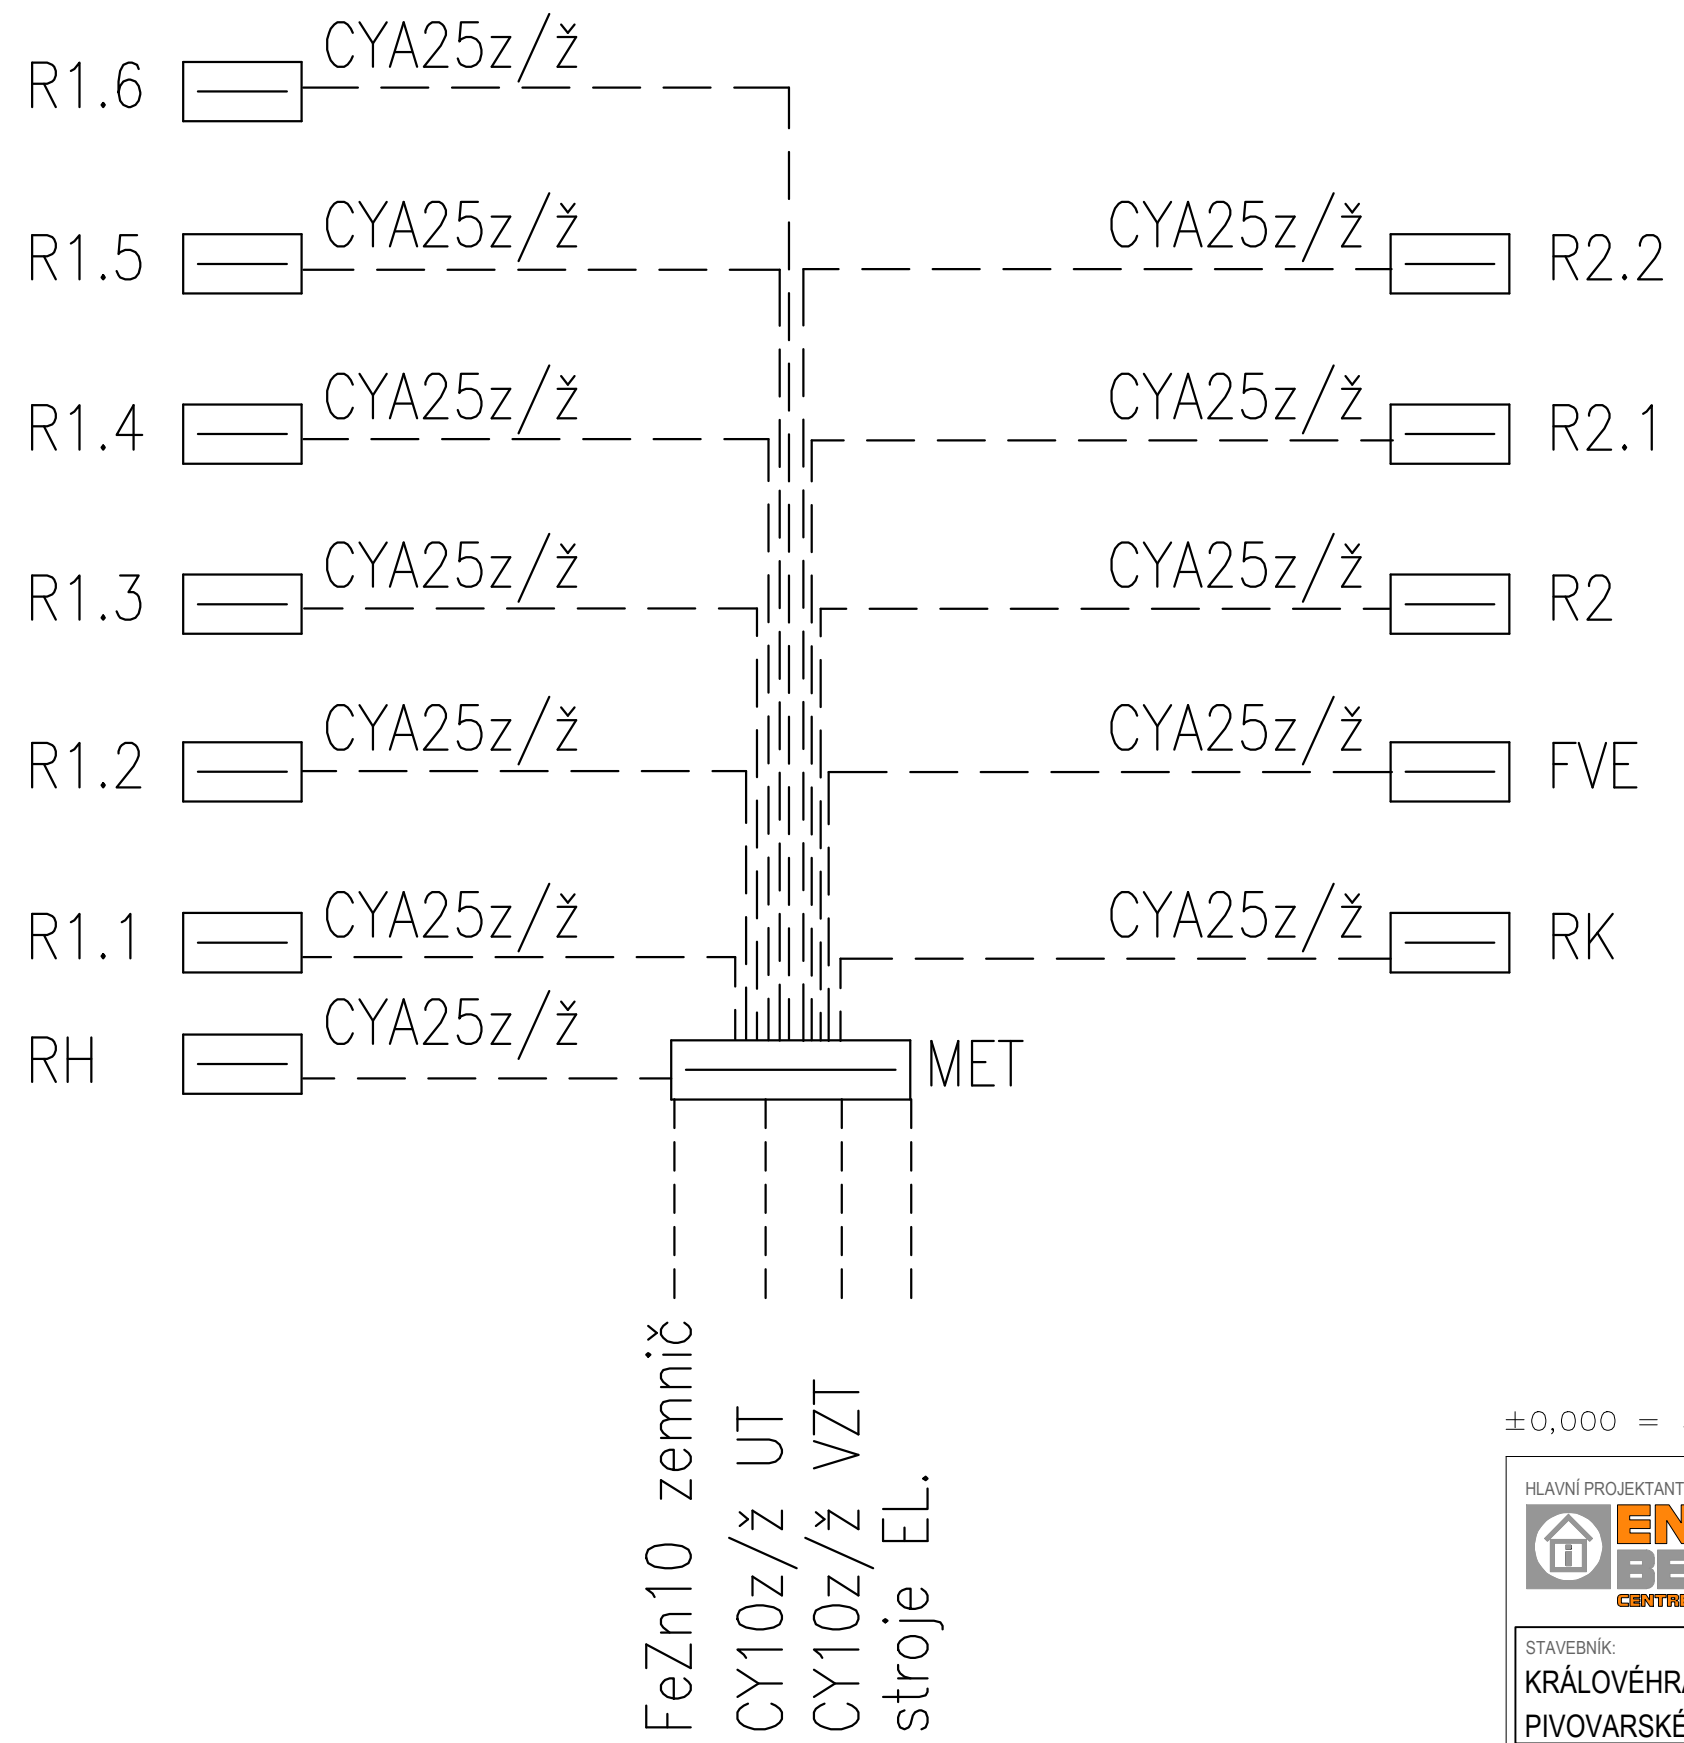 R1.6 CYA25z/ž
R1.5 CYA25z/ž CYA25z/ž R2.2
R1.4 CYA25z/ž CYA25z/ž R2.1
R1.3 CYA25z/ž CYA25z/ž R2
R1.2 CYA25z/ž CYA25z/ž FVE
R1.1 CYA25z/ž CYA25z/ž RK
RH CYA25z/ž MET
FeZn10 zemnič
CY10z/ž UT
CY10z/ž VZT
stroje EL.
±0,000 =
HLAVNÍ PROJEKTANT
STAVEBNÍK: